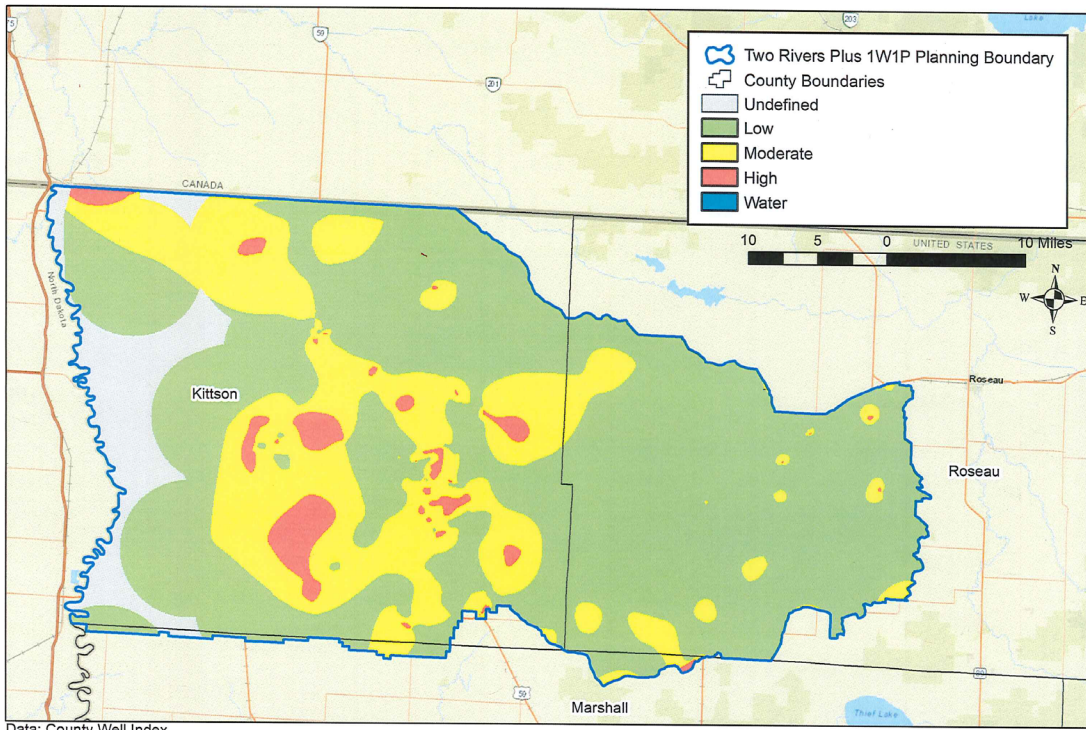 75
59
203
Lake
201
Two Rivers Plus 1W1P Planning Boundary
County Boundaries
Undefined
Low
Moderate
High
Water
CANADA
10 5 0 10 Miles
UNITED STATES
N
W E
S
North Dakota
Kittson
Roseau
Roseau
89
59
Marshall
Thief Lake
Data: County Well Index